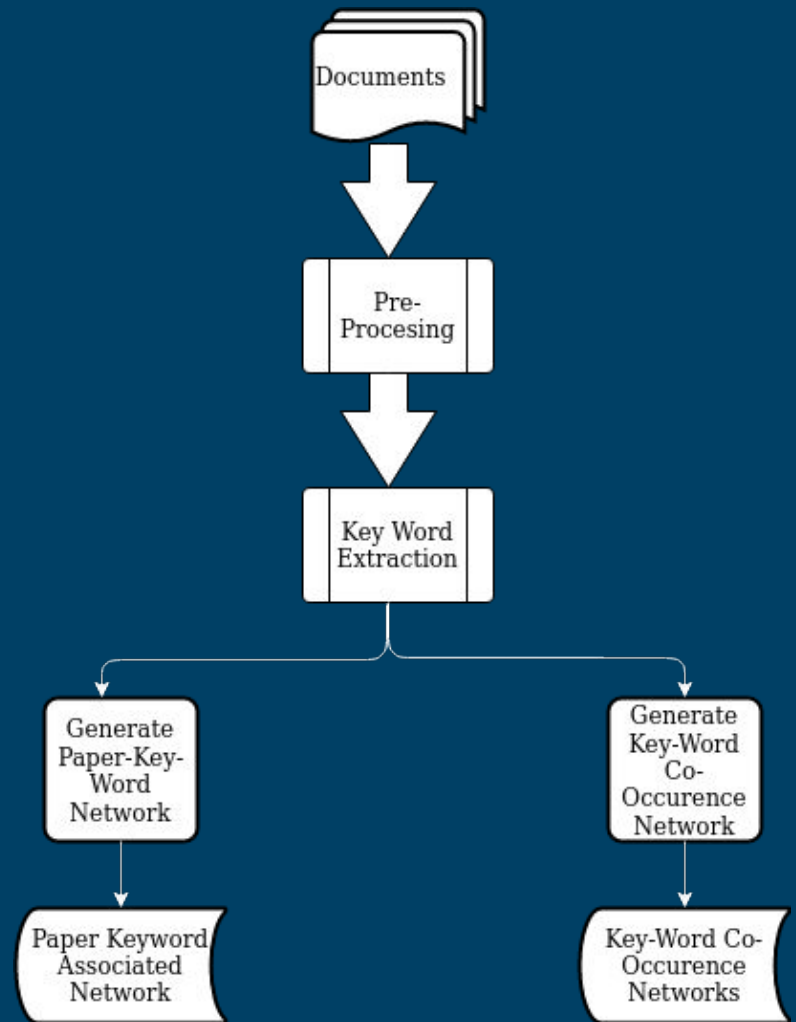 Documents
Pre-
Procesing
Key Word
Extraction
Generate
Paper-Key-
Word
Network
Generate
Key-Word
Co-
Occurence
Network
Paper Keyword
Associated
Network
Key-Word Co-
Occurence
Networks